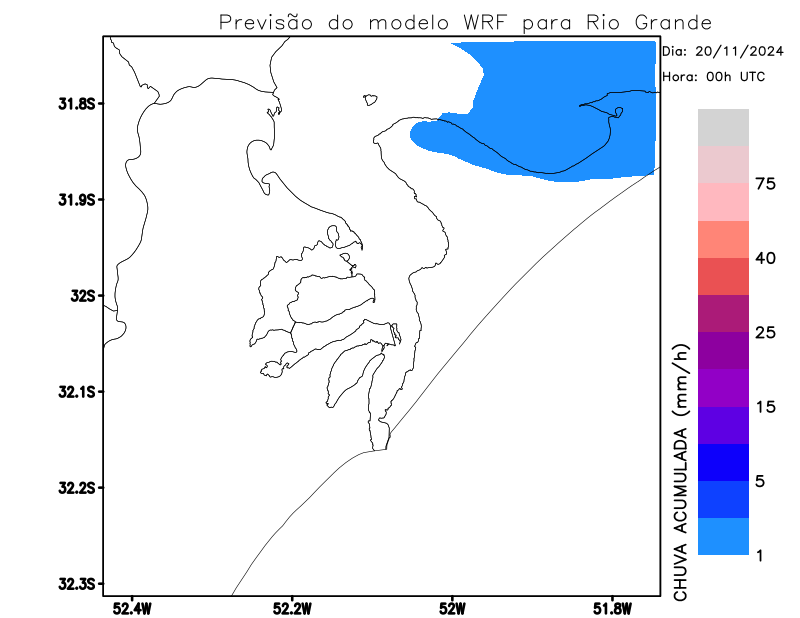 Previsão do modelo WRF para Rio Grande
Dia: 20/11/2024
Hora: 00h UTC
31.8S
31.9S
32S
32.1S
32.2S
32.3S
52.4W
52.2W
52W
51.8W
75
40
25
15
5
1
CHUVA ACUMULADA (mm/h)